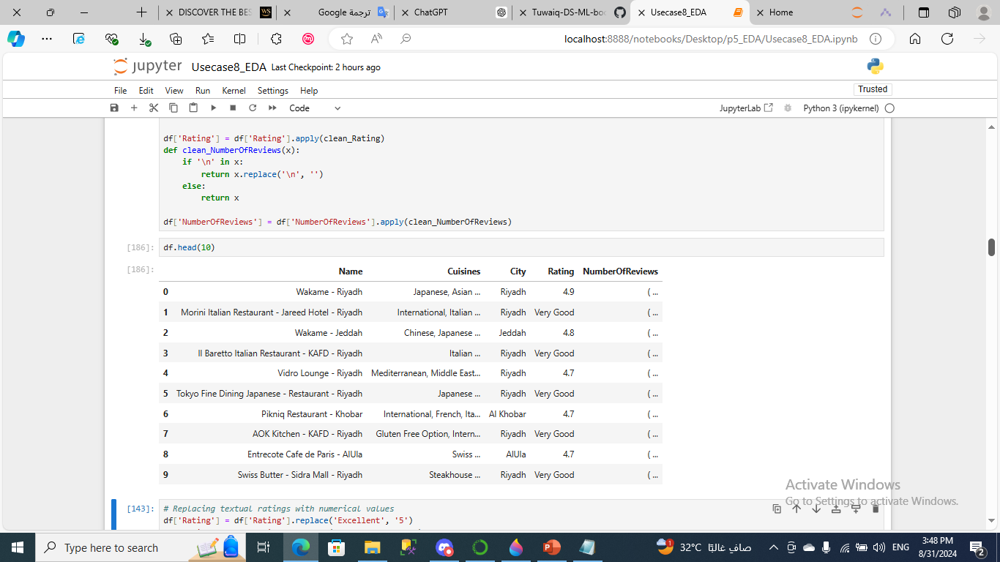 DISCOVER THE BES
ترجمة Google
ChatGPT
Tuwaiq-DS-ML-boo
Usecase8_EDA
Home
localhost:8888/notebooks/Desktop/p5_EDA/Usecase8_EDA.ipynb
jupyter Usecase8_EDA Last Checkpoint: 2 hours ago
File Edit View Run Kernel Settings Help
Trusted
Code
JupyterLab
Python 3 (ipykernel)
df['Rating'] = df['Rating'].apply(clean_Rating)
def clean_NumberOfReviews(x):
    if '\n' in x:
        return x.replace('\n', '')
    else:
        return x
df['NumberOfReviews'] = df['NumberOfReviews'].apply(clean_NumberOfReviews)
[186]: df.head(10)
[186]: Name Cuisines City Rating NumberOfReviews
0 Wakame - Riyadh Japanese, Asian ... Riyadh 4.9 ( ...
1 Morini Italian Restaurant - Jareed Hotel - Riyadh International, Italian ... Riyadh Very Good ( ...
2 Wakame - Jeddah Chinese, Japanese ... Jeddah 4.8 ( ...
3 Il Baretto Italian Restaurant - KAFD - Riyadh Italian ... Riyadh Very Good ( ...
4 Vidro Lounge - Riyadh Mediterranean, Middle East... Riyadh 4.7 ( ...
5 Tokyo Fine Dining Japanese - Restaurant - Riyadh Japanese ... Riyadh Very Good ( ...
6 Pikniq Restaurant - Khobar International, French, Ita... Al Khobar 4.7 ( ...
7 AOK Kitchen - KAFD - Riyadh Gluten Free Option, Intern... Riyadh Very Good ( ...
8 Entrecote Cafe de Paris - AlUla Swiss ... AlUla 4.7 ( ...
9 Swiss Butter - Sidra Mall - Riyadh Steakhouse ... Riyadh Very Good ( ...
Activate Windows
Go to Settings to activate Windows.
[143]: # Replacing textual ratings with numerical values
df['Rating'] = df['Rating'].replace('Excellent', '5')
Type here to search
32°C صافٍ غالبًا
ENG
3:48 PM
8/31/2024
2